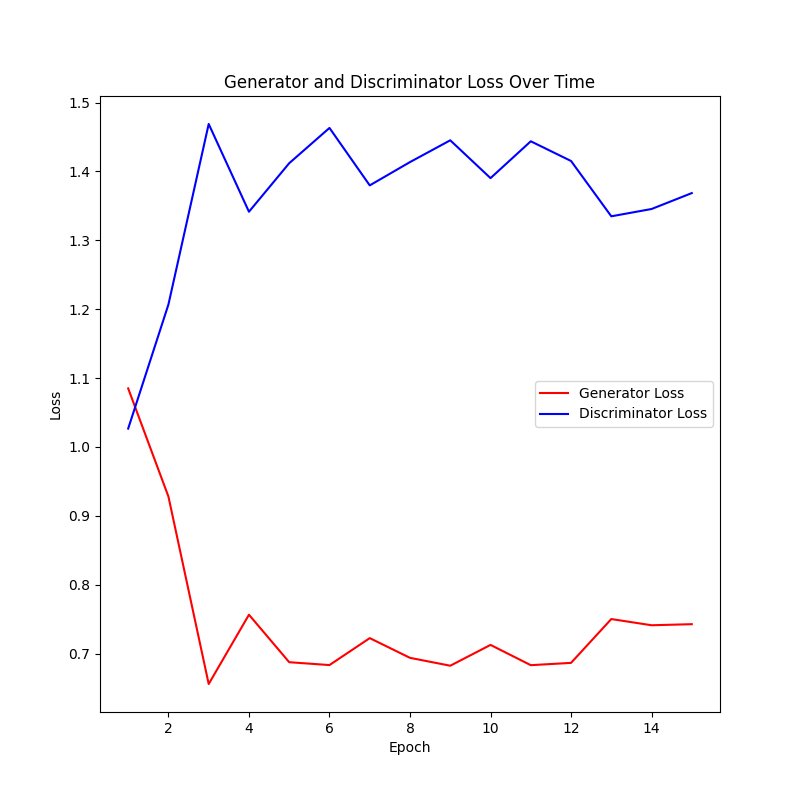 Generator and Discriminator Loss Over Time
1.5
1.4
1.3
1.2
1.1
1.0
0.9
0.8
0.7
Loss
Generator Loss
Discriminator Loss
2 4 6 8 10 12 14
Epoch